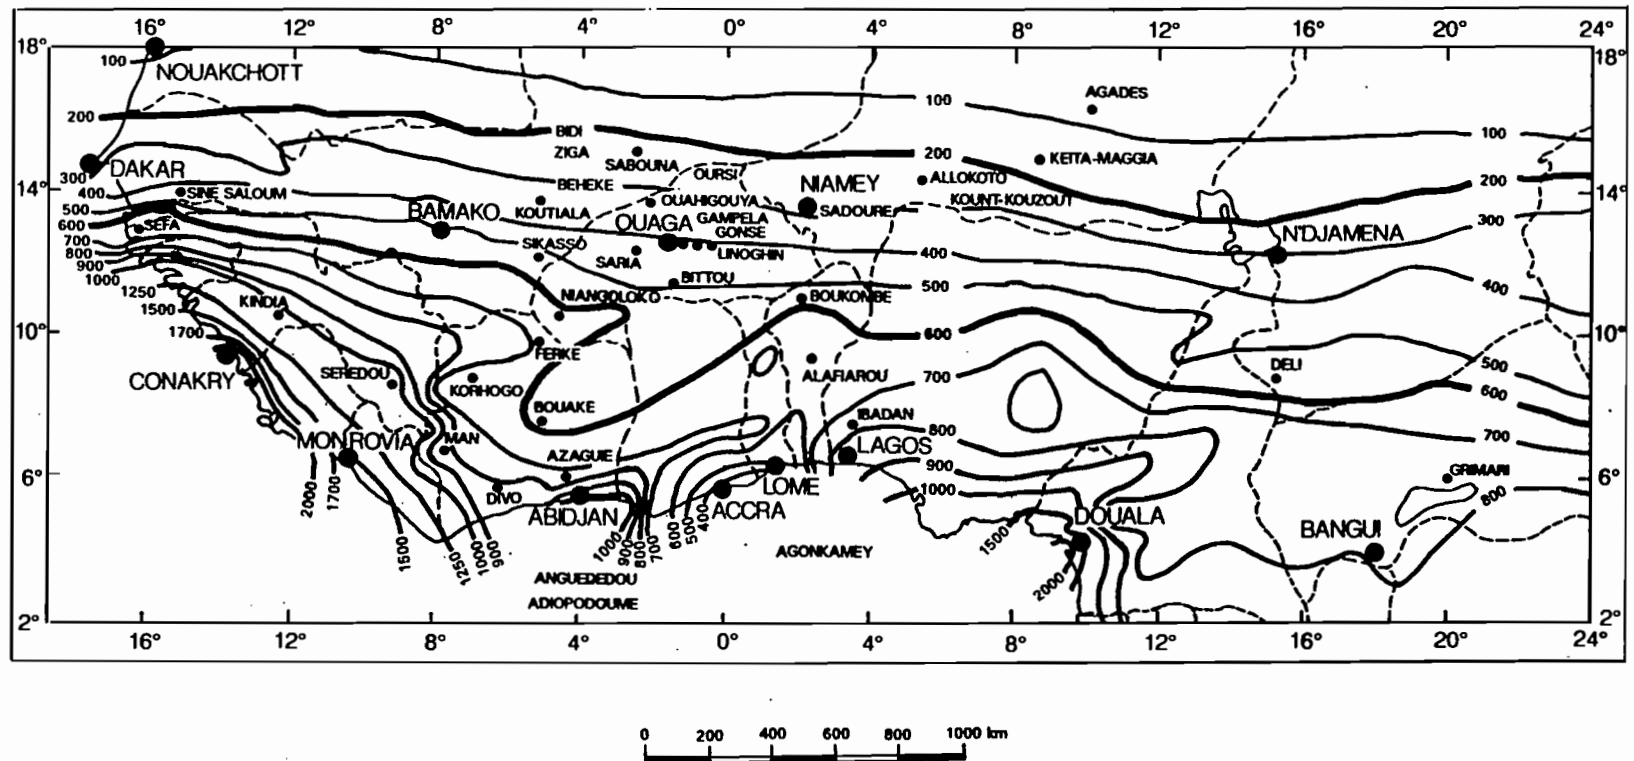 16° 12° 8° 4° 0° 4° 8° 12° 16° 20° 24°
18° 18°
100
NOUAKCHOTT
AGADES
100
200
BIDI
100
ZIGA
SABOUNA
200
KEITA-MAGGIA
DAKAR
300
OURSI
NIAMEY
ALLOKOTO
200
14° 14°
400
SINE SALOUM
BEHEKE
KOUTIALA
OUAHIGOUYA
SADOURE
KOUNT-KOUZOUT
300
500
BAMAKO
OUAGA
GAMPELA
600
SEFA
GONSE
N'DJAMENA
700
SIKASSO
LINOGHIN
400
800
SARIA
900
1000
BITTOU
500
400
1250
KINDIA
NIANGOLOKO
BOUKOMBE
1500
1700
10° 10°
600
FERKE
CONAKRY
SEREDOU
KORHOGO
ALAFIAROU
700
DELI
500
600
BOUAKE
IBADAN
MONROVIA
MAN
LAGOS
800
700
AZAGUIE
900
GRIMARI
6° 6°
2000
1700
DIVO
LOME
1000
800
ABIDJAN
ACCRA
DOUALA
BANGUI
1500
1250
1000
900
1000
900
800
700
600
500
400
1500
AGONKAMEY
2000
ANGUEDEDOU
ADIOPODOUME
2° 2°
16° 12° 8° 4° 0° 4° 8° 12° 16° 20° 24°
0 200 400 600 800 1000 km